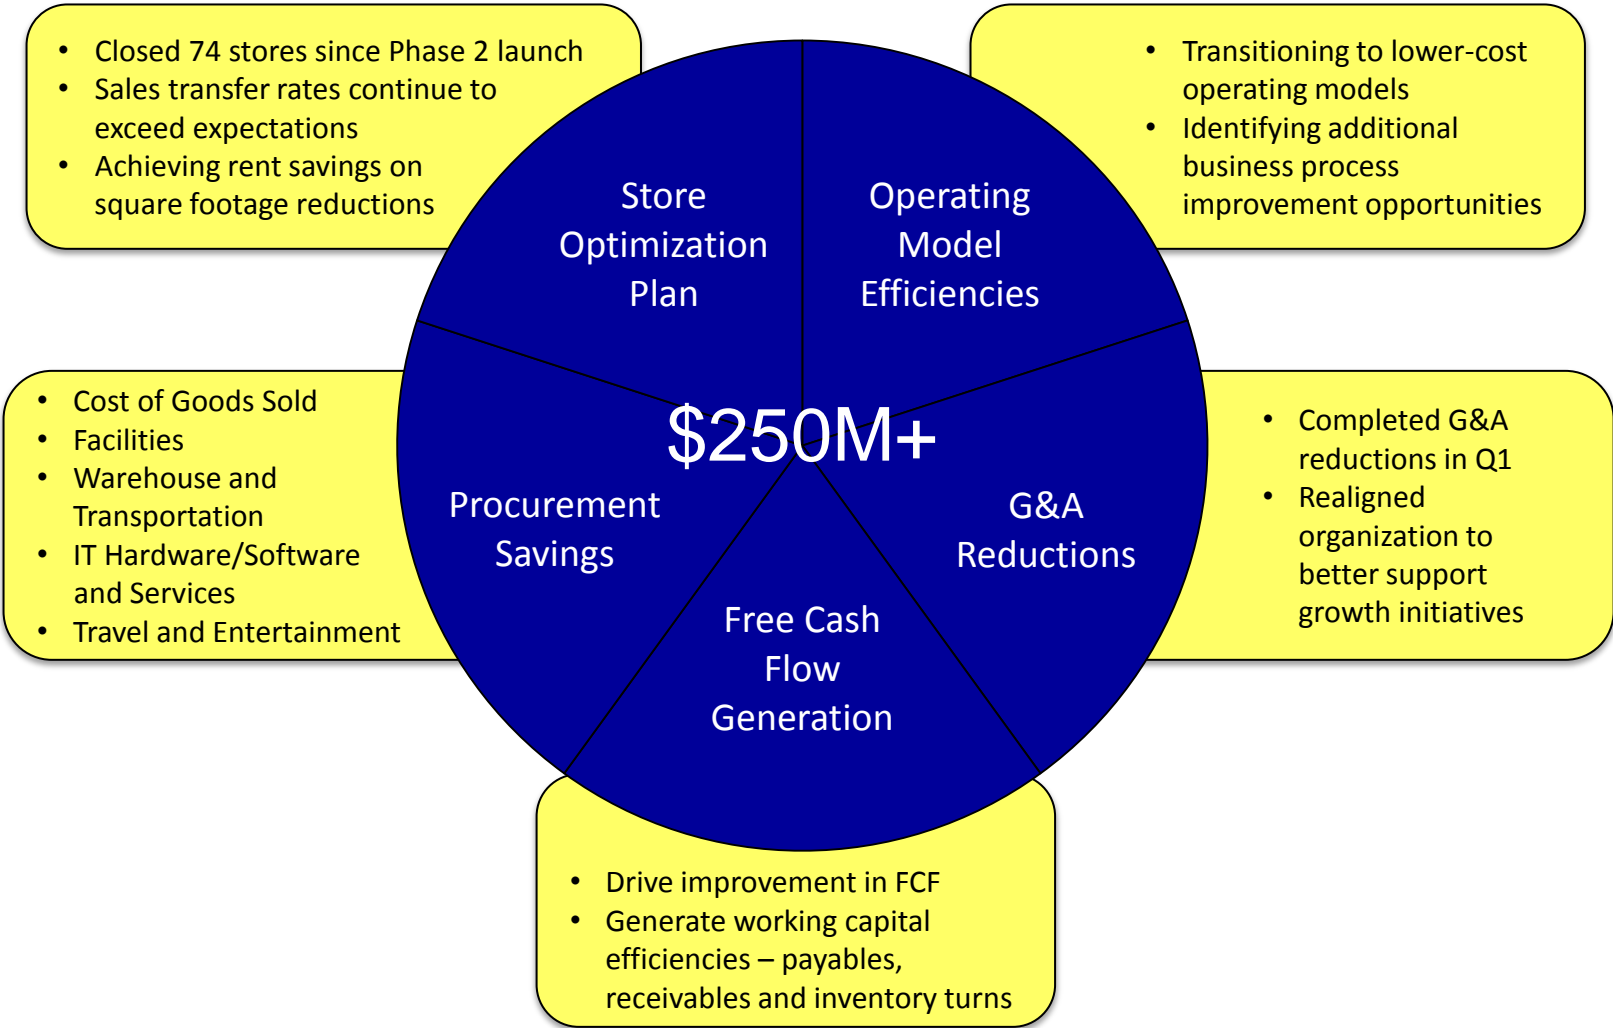 • Closed 74 stores since Phase 2 launch
• Sales transfer rates continue to
exceed expectations
• Achieving rent savings on
square footage reductions
• Transitioning to lower-cost
operating models
• Identifying additional
business process
improvement opportunities
Store
Optimization
Plan
Operating
Model
Efficiencies
• Cost of Goods Sold
• Facilities
• Warehouse and
Transportation
• IT Hardware/Software
and Services
• Travel and Entertainment
$250M+
Procurement
Savings
G&A
Reductions
• Completed G&A
reductions in Q1
• Realigned
organization to
better support
growth initiatives
Free Cash
Flow
Generation
• Drive improvement in FCF
• Generate working capital
efficiencies – payables,
receivables and inventory turns